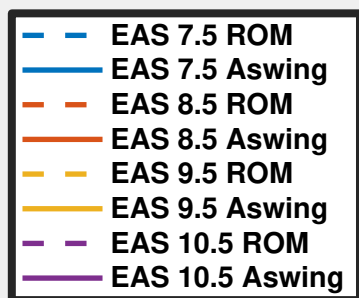 EAS 7.5 ROM
EAS 7.5 Aswing
EAS 8.5 ROM
EAS 8.5 Aswing
EAS 9.5 ROM
EAS 9.5 Aswing
EAS 10.5 ROM
EAS 10.5 Aswing